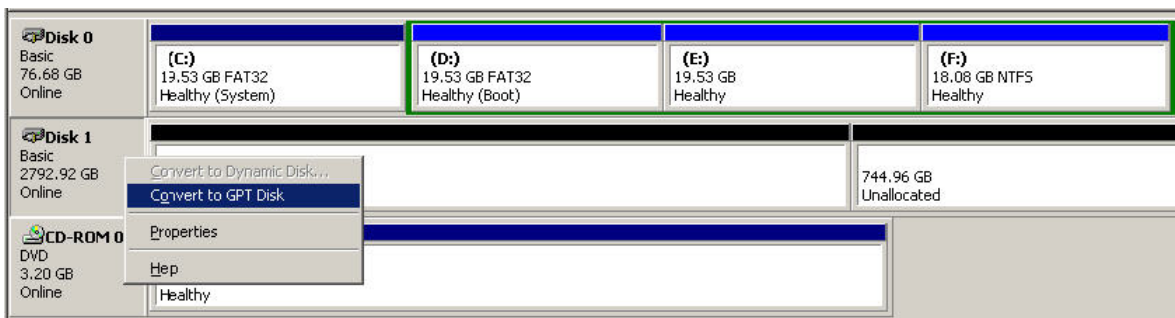 Disk 0
Basic
76.68 GB
Online
(C:)
19.53 GB FAT32
Healthy (System)
(D:)
19.53 GB FAT32
Healthy (Boot)
(E:)
19.53 GB
Healthy
(F:)
18.08 GB NTFS
Healthy
Disk 1
Basic
2792.92 GB
Online
744.96 GB
Unallocated
Convert to Dynamic Disk...
Convert to GPT Disk
Properties
Help
CD-ROM 0
DVD
3.20 GB
Online
Healthy